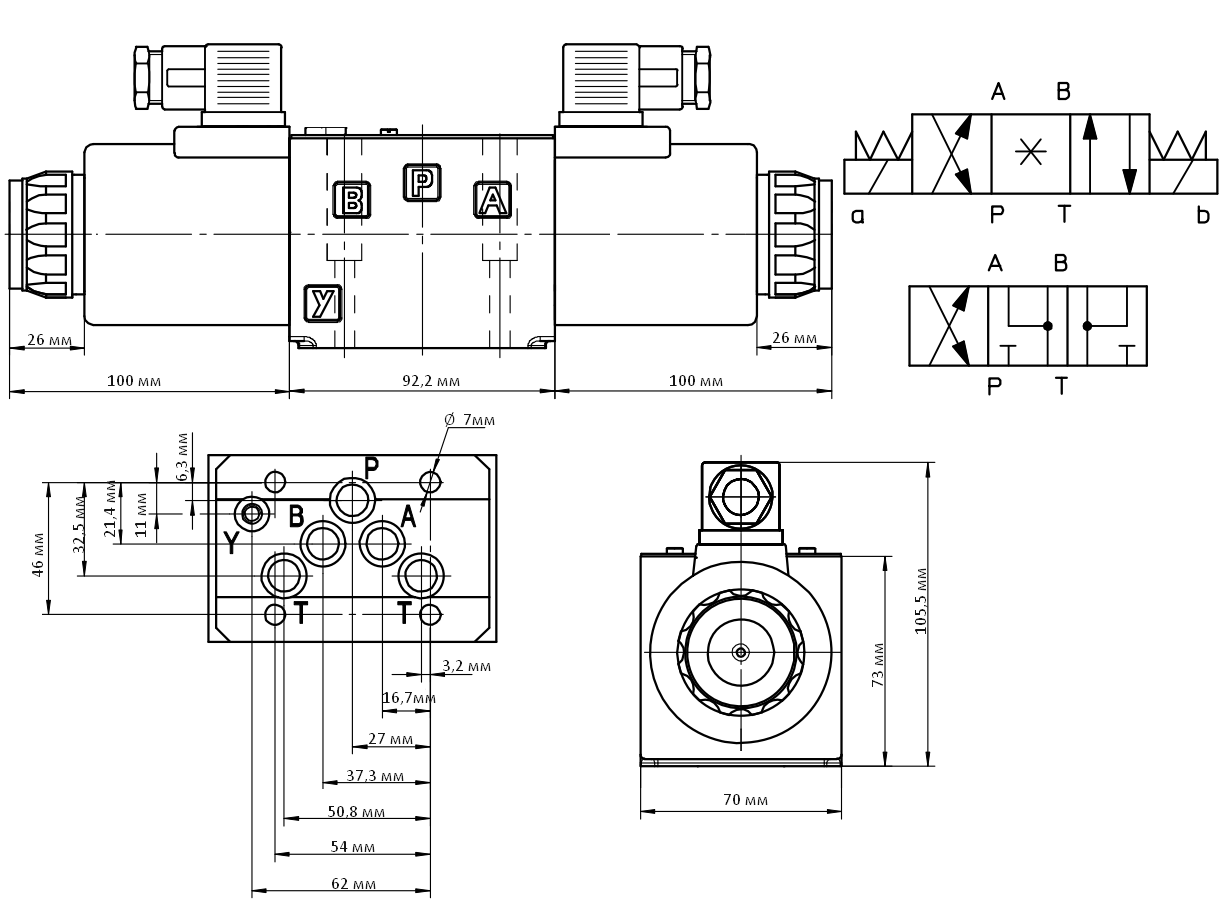 A B
B P A
a P T b
Y
A B
26 мм 26 мм
100 мм 92,2 мм 100 мм
P T
Ø 7мм
6,3 мм
P
11 мм
21,4 мм
32,5 мм
46 мм
B A
Y
T T
3,2 мм
16,7мм
27 мм
37,3 мм
50,8 мм
54 мм
62 мм
105,5 мм
73 мм
70 мм